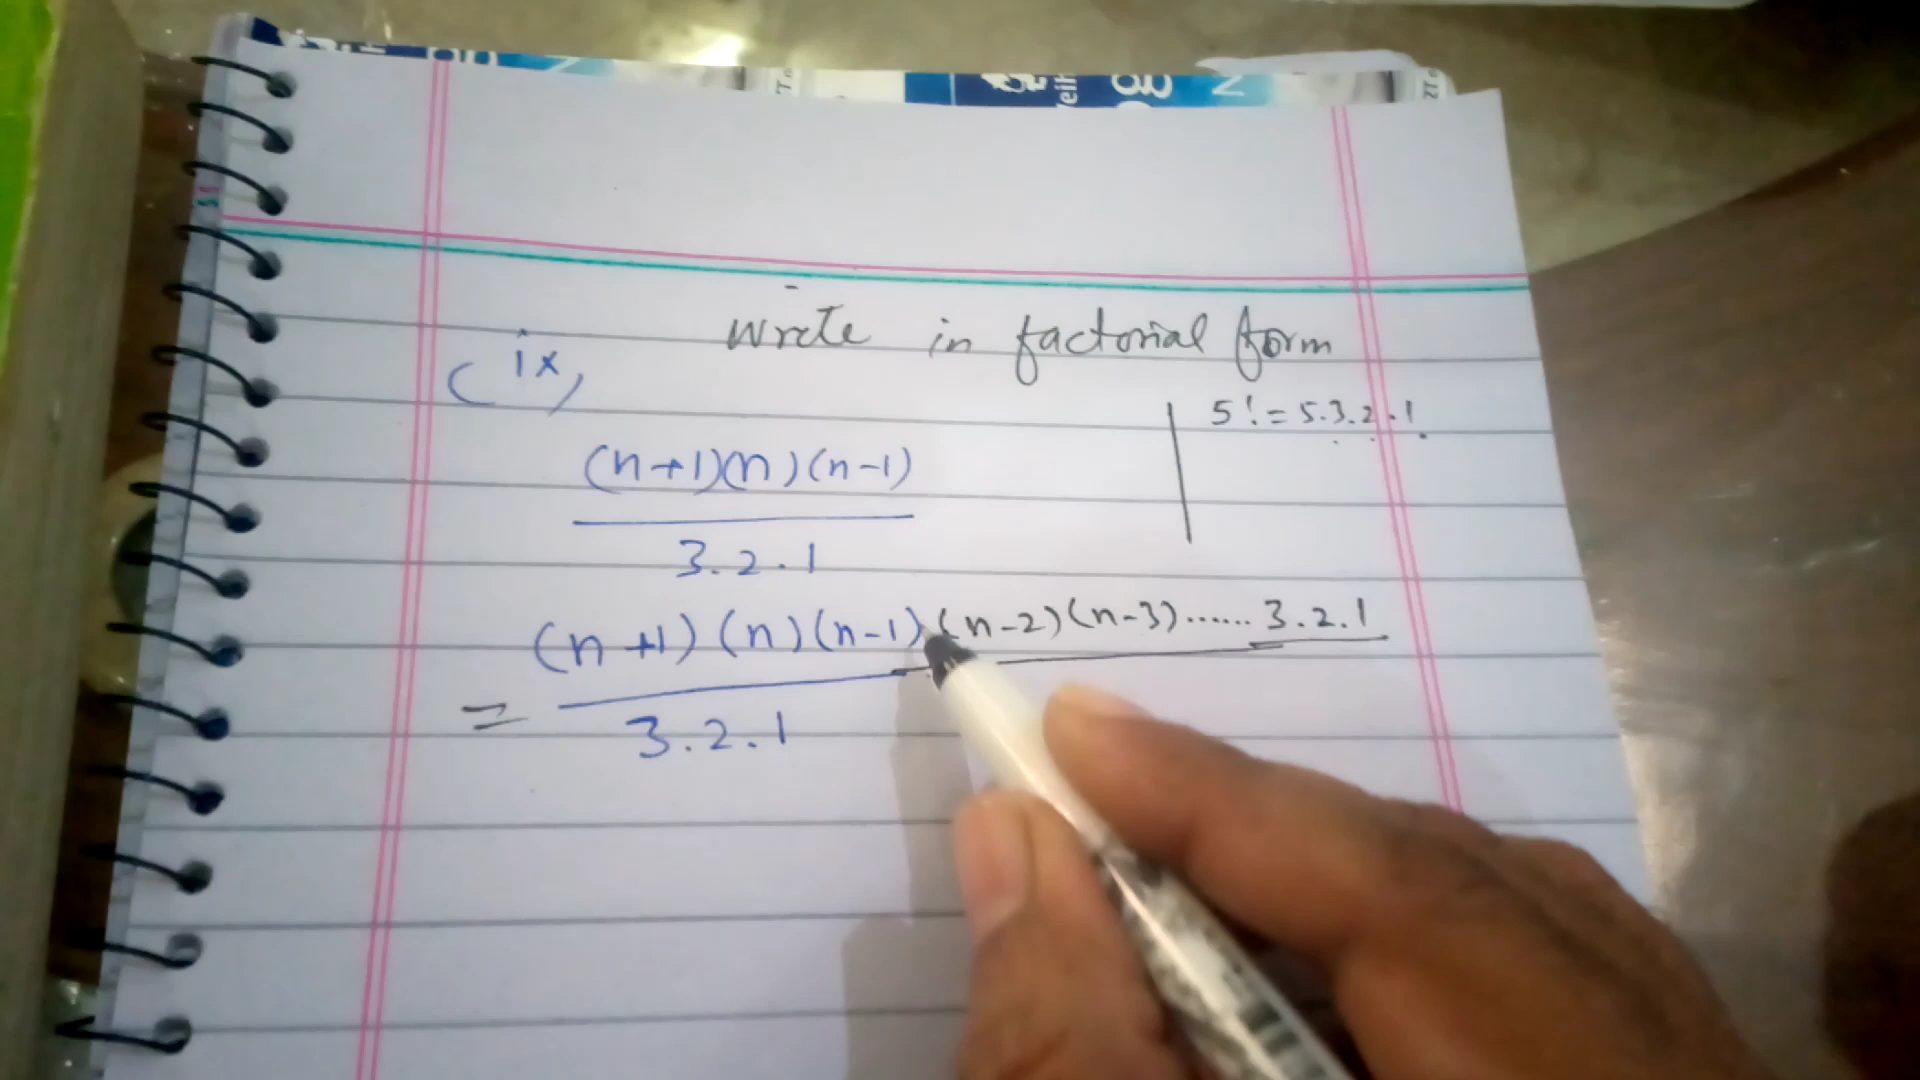 write in factorial form
(ix)
5! = 5.3.2.1
(n+1)(n)(n-1)
3.2.1
= (n+1)(n)(n-1)(n-2)(n-3)...... 3.2.1
3.2.1